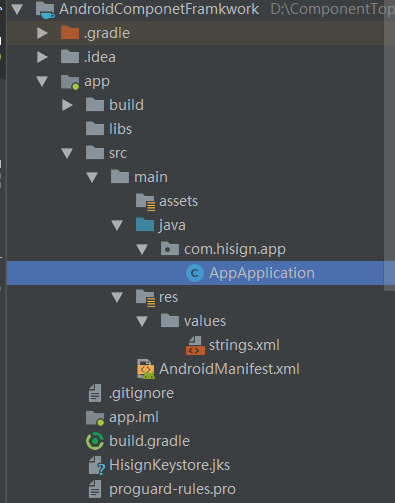 AndroidComponetFramkwork D:\ComponentTop
.gradle
.idea
app
build
libs
src
main
assets
java
com.hisign.app
AppApplication
res
values
strings.xml
AndroidManifest.xml
.gitignore
app.iml
build.gradle
HisignKeystore.jks
proguard-rules.pro